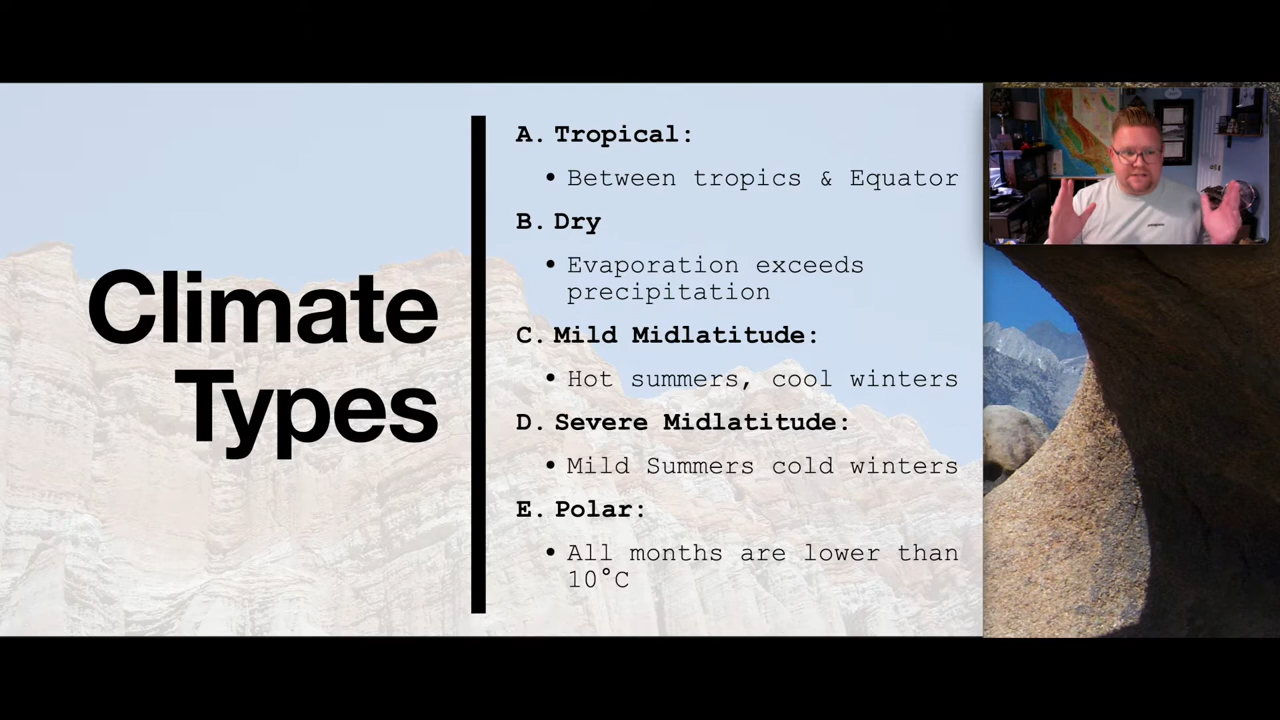 Climate
Types
A. Tropical:
• Between tropics & Equator
B. Dry
• Evaporation exceeds
precipitation
C. Mild Midlatitude:
• Hot summers, cool winters
D. Severe Midlatitude:
• Mild Summers cold winters
E. Polar:
• All months are lower than
10°C